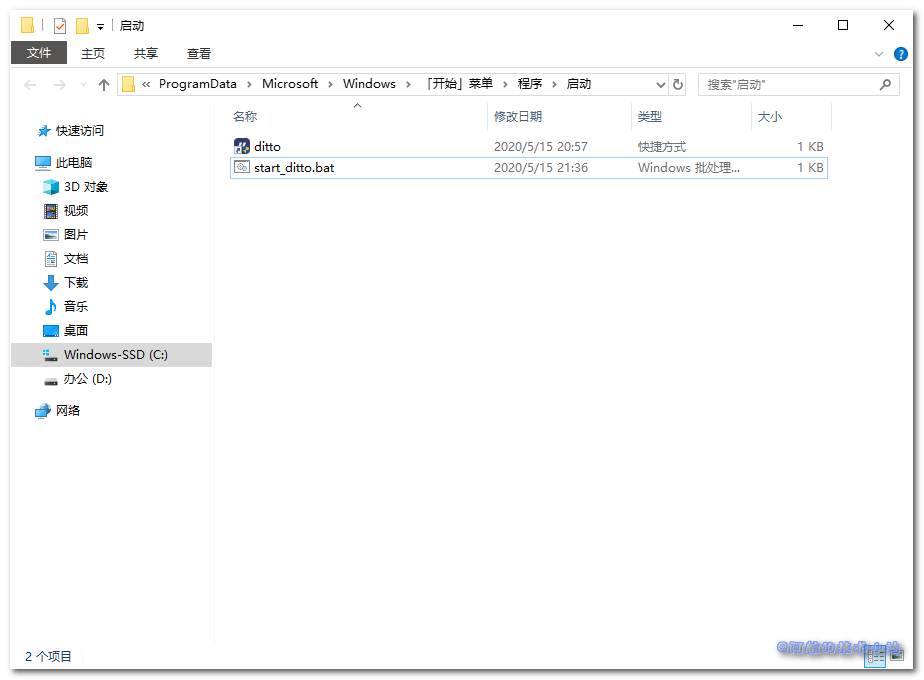 启动
文件 主页 共享 查看
« ProgramData › Microsoft › Windows › 「开始」菜单 › 程序 › 启动
搜索"启动"
名称 修改日期 类型 大小
快速访问
ditto 2020/5/15 20:57 快捷方式 1 KB
start_ditto.bat 2020/5/15 21:36 Windows 批处理... 1 KB
此电脑
3D 对象
视频
图片
文档
下载
音乐
桌面
Windows-SSD (C:)
办公 (D:)
网络
2 个项目